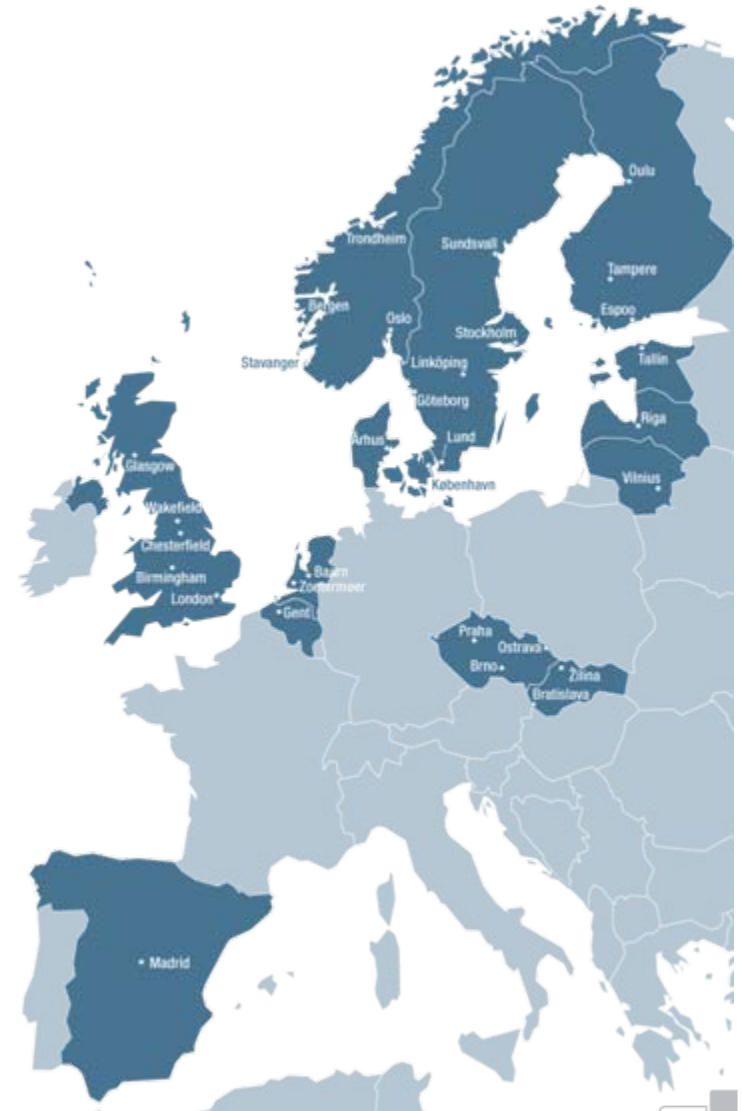 Oulu
Trondheim
Sundsvall
Tampere
Bergen
Oslo
Espoo
Stockholm
Stavanger
Linköping
Tallin
Göteborg
Riga
Århus
Lund
Glasgow
Vilnius
København
Wakefield
Chesterfield
Baarn
Birmingham
Zoetermeer
London
Gent
Praha
Ostrava
Brno
Žilina
Bratislava
Madrid